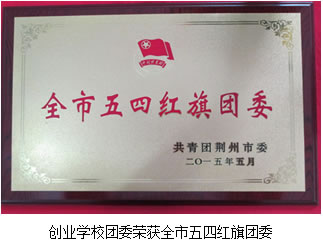 全市五四红旗团委
共青团荆州市委
二〇一五年五月
创业学校团委荣获全市五四红旗团委